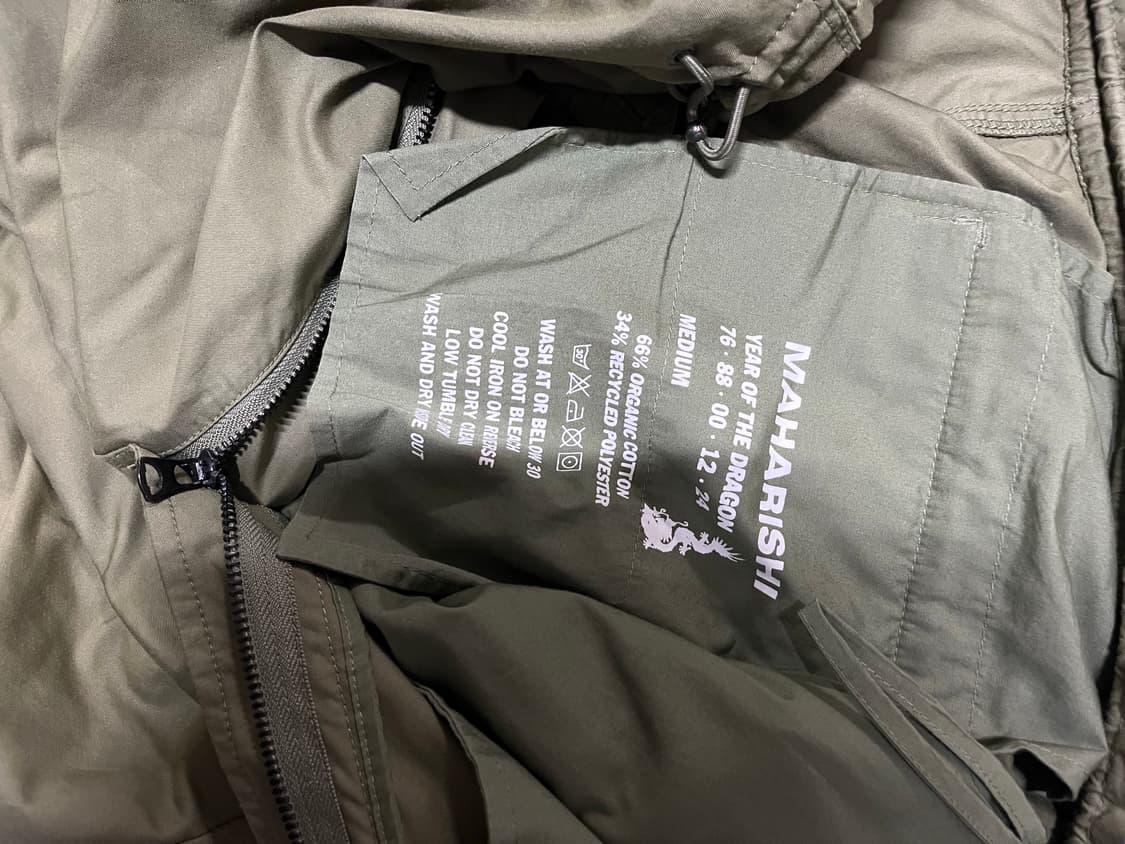 MAHARISHI
YEAR OF THE DRAGON
76 · 88 · 00 · 12 · 24
MEDIUM
66% ORGANIC COTTON
34% RECYCLED POLYESTER
30
WASH AT OR BELOW 30
DO NOT BLEACH
COOL IRON ON REVERSE
DO NOT DRY CLEAN
LOW TUMBLE DRY
WASH AND DRY INSIDE OUT